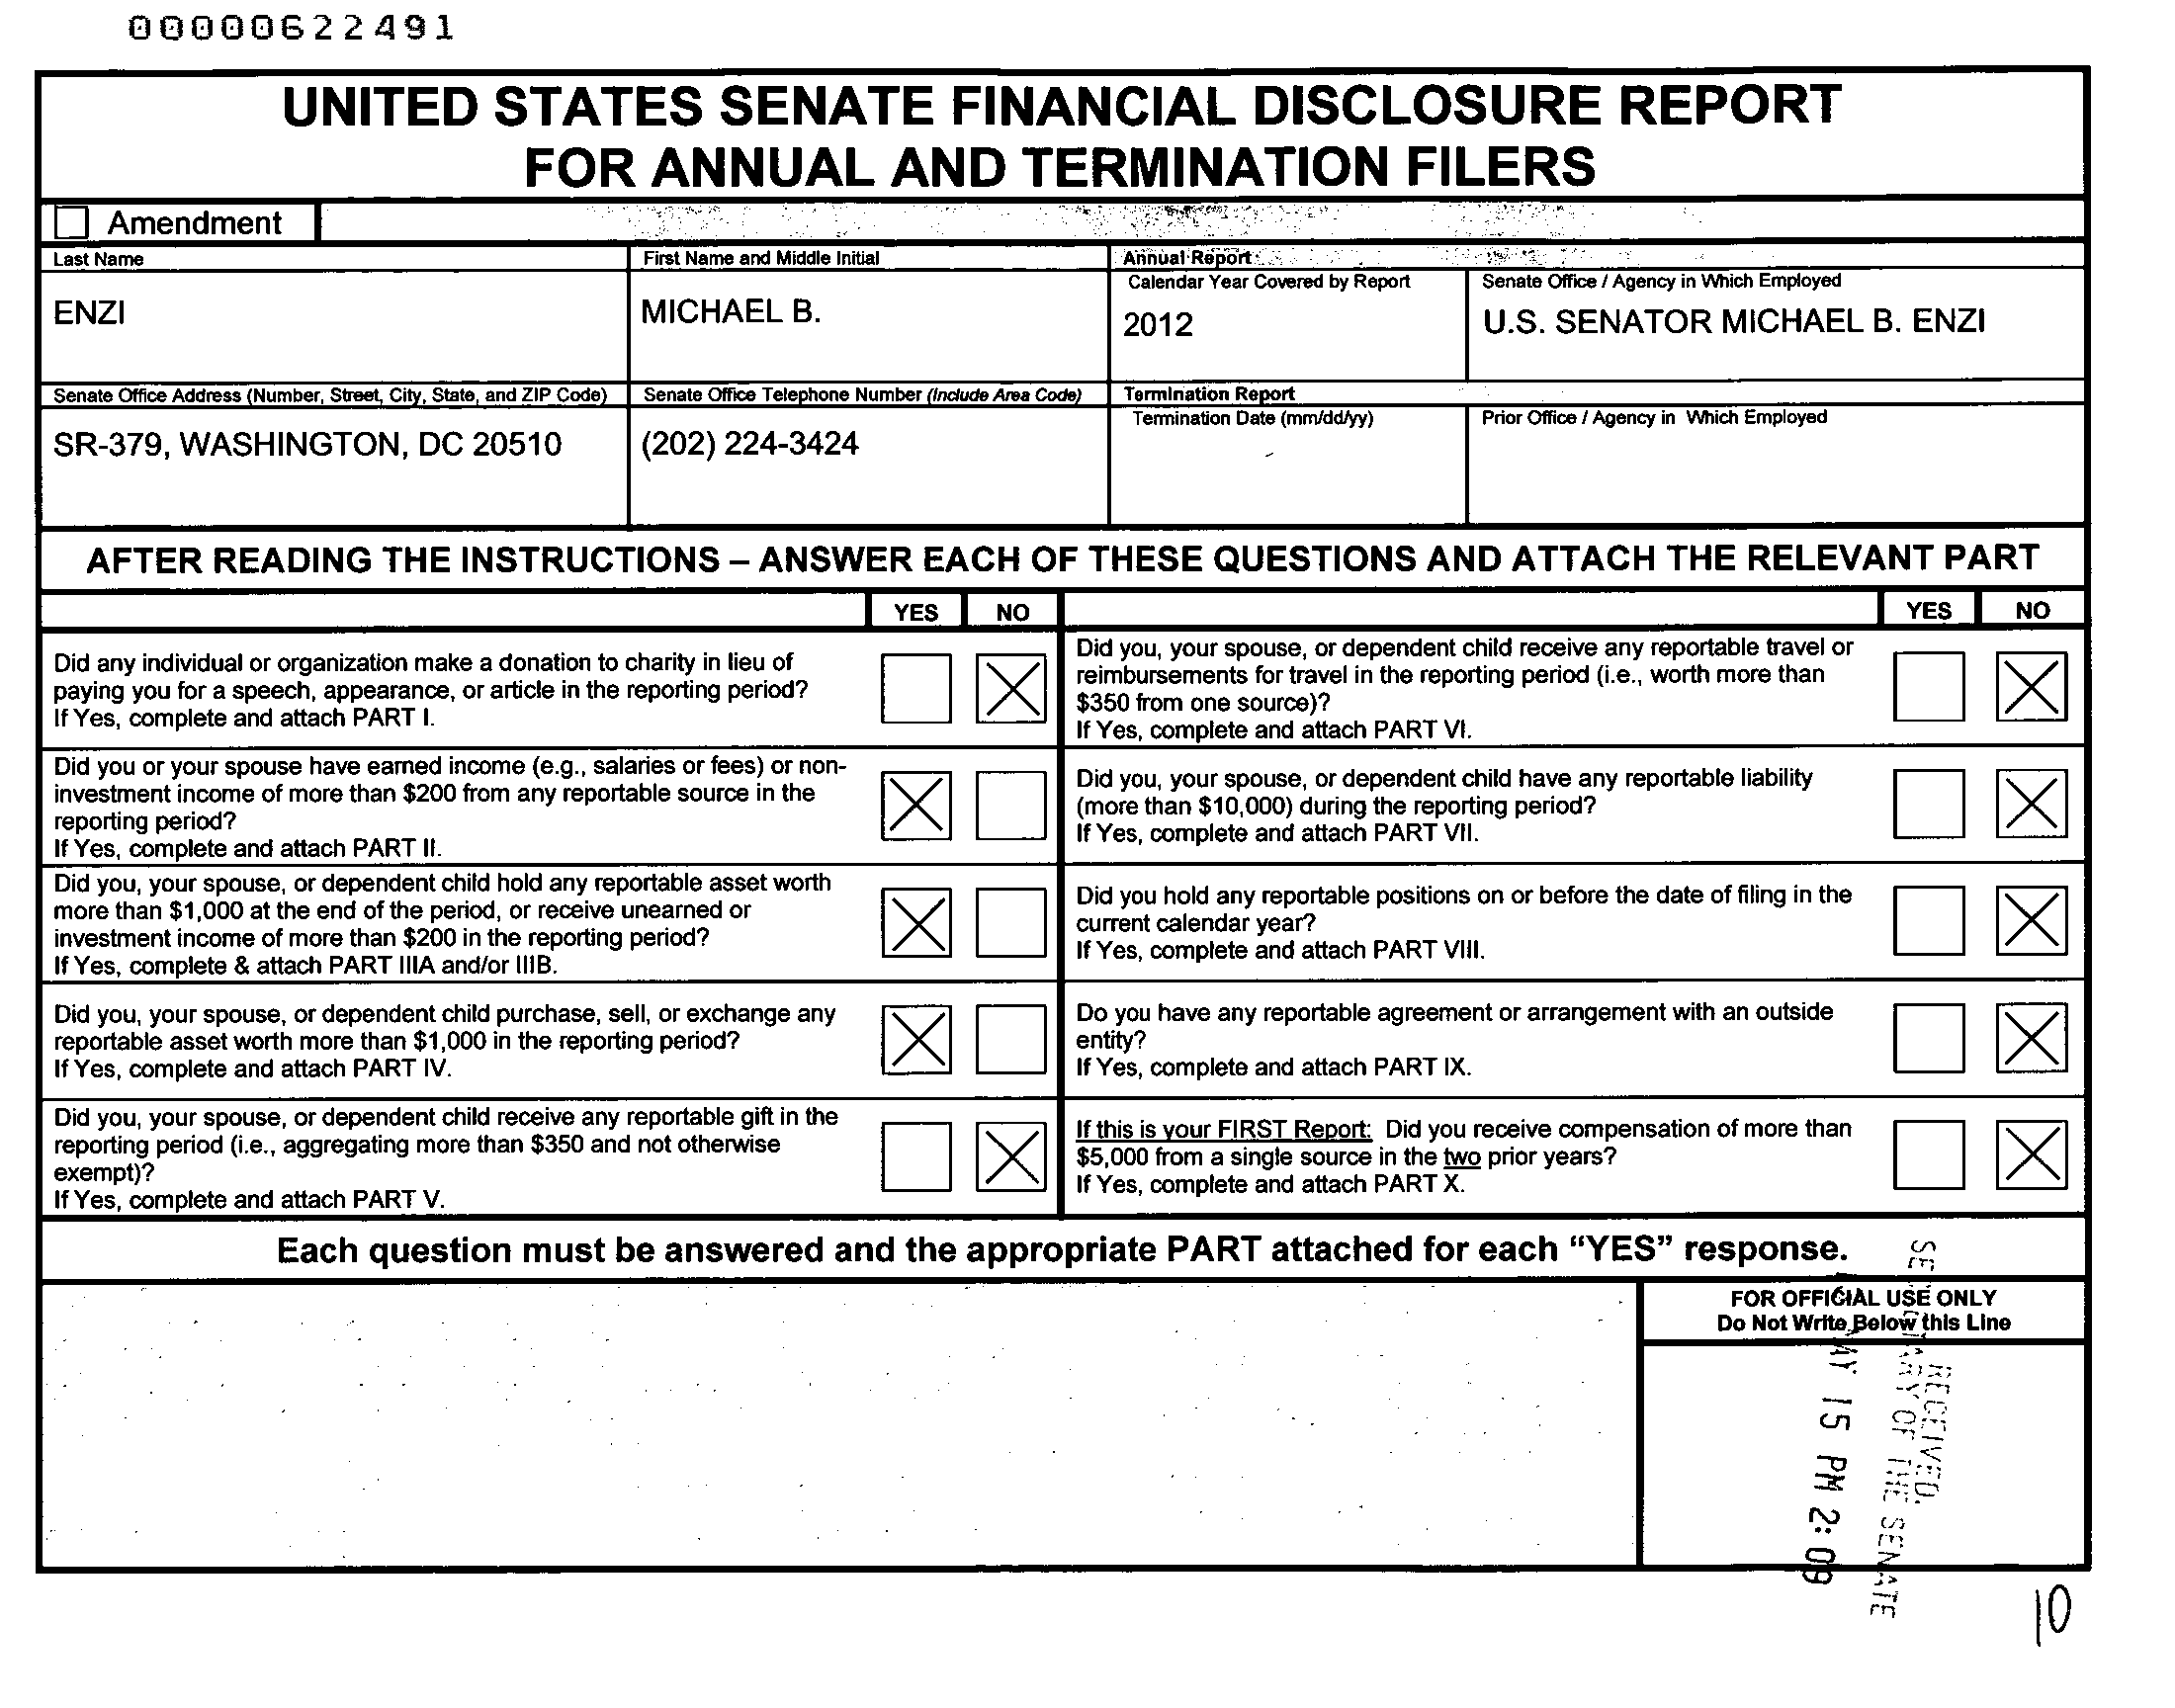 00000622491
UNITED STATES SENATE FINANCIAL DISCLOSURE REPORT
FOR ANNUAL AND TERMINATION FILERS
Amendment
Last Name
First Name and Middle Initial
Annual Report
Calendar Year Covered by Report
Senate Office / Agency in Which Employed
ENZI
MICHAEL B.
2012
U.S. SENATOR MICHAEL B. ENZI
Senate Office Address (Number, Street, City, State, and ZIP Code)
Senate Office Telephone Number (Include Area Code)
Termination Report
Termination Date (mm/dd/yy)
Prior Office / Agency in Which Employed
SR-379, WASHINGTON, DC 20510
(202) 224-3424
AFTER READING THE INSTRUCTIONS – ANSWER EACH OF THESE QUESTIONS AND ATTACH THE RELEVANT PART
YES NO
Did any individual or organization make a donation to charity in lieu of
paying you for a speech, appearance, or article in the reporting period?
If Yes, complete and attach PART I.
Did you or your spouse have earned income (e.g., salaries or fees) or non-
investment income of more than $200 from any reportable source in the
reporting period?
If Yes, complete and attach PART II.
Did you, your spouse, or dependent child hold any reportable asset worth
more than $1,000 at the end of the period, or receive unearned or
investment income of more than $200 in the reporting period?
If Yes, complete & attach PART IIIA and/or IIIB.
Did you, your spouse, or dependent child purchase, sell, or exchange any
reportable asset worth more than $1,000 in the reporting period?
If Yes, complete and attach PART IV.
Did you, your spouse, or dependent child receive any reportable gift in the
reporting period (i.e., aggregating more than $350 and not otherwise
exempt)?
If Yes, complete and attach PART V.
YES NO
Did you, your spouse, or dependent child receive any reportable travel or
reimbursements for travel in the reporting period (i.e., worth more than
$350 from one source)?
If Yes, complete and attach PART VI.
Did you, your spouse, or dependent child have any reportable liability
(more than $10,000) during the reporting period?
If Yes, complete and attach PART VII.
Did you hold any reportable positions on or before the date of filing in the
current calendar year?
If Yes, complete and attach PART VIII.
Do you have any reportable agreement or arrangement with an outside
entity?
If Yes, complete and attach PART IX.
If this is your FIRST Report: Did you receive compensation of more than
$5,000 from a single source in the two prior years?
If Yes, complete and attach PART X.
Each question must be answered and the appropriate PART attached for each “YES” response.
FOR OFFICIAL USE ONLY
Do Not Write Below this Line
RECEIVED
OF THE SENATE
15 PM 2:09
10